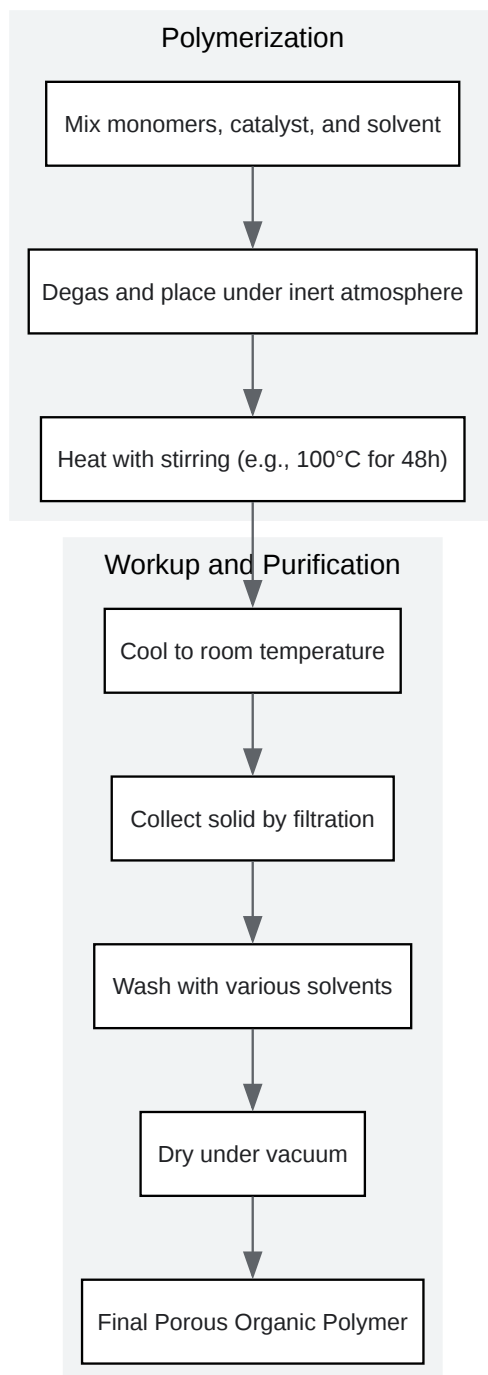 Polymerization
Mix monomers, catalyst, and solvent
Degas and place under inert atmosphere
Heat with stirring (e.g., 100°C for 48h)
Workup and Purification
Cool to room temperature
Collect solid by filtration
Wash with various solvents
Dry under vacuum
Final Porous Organic Polymer